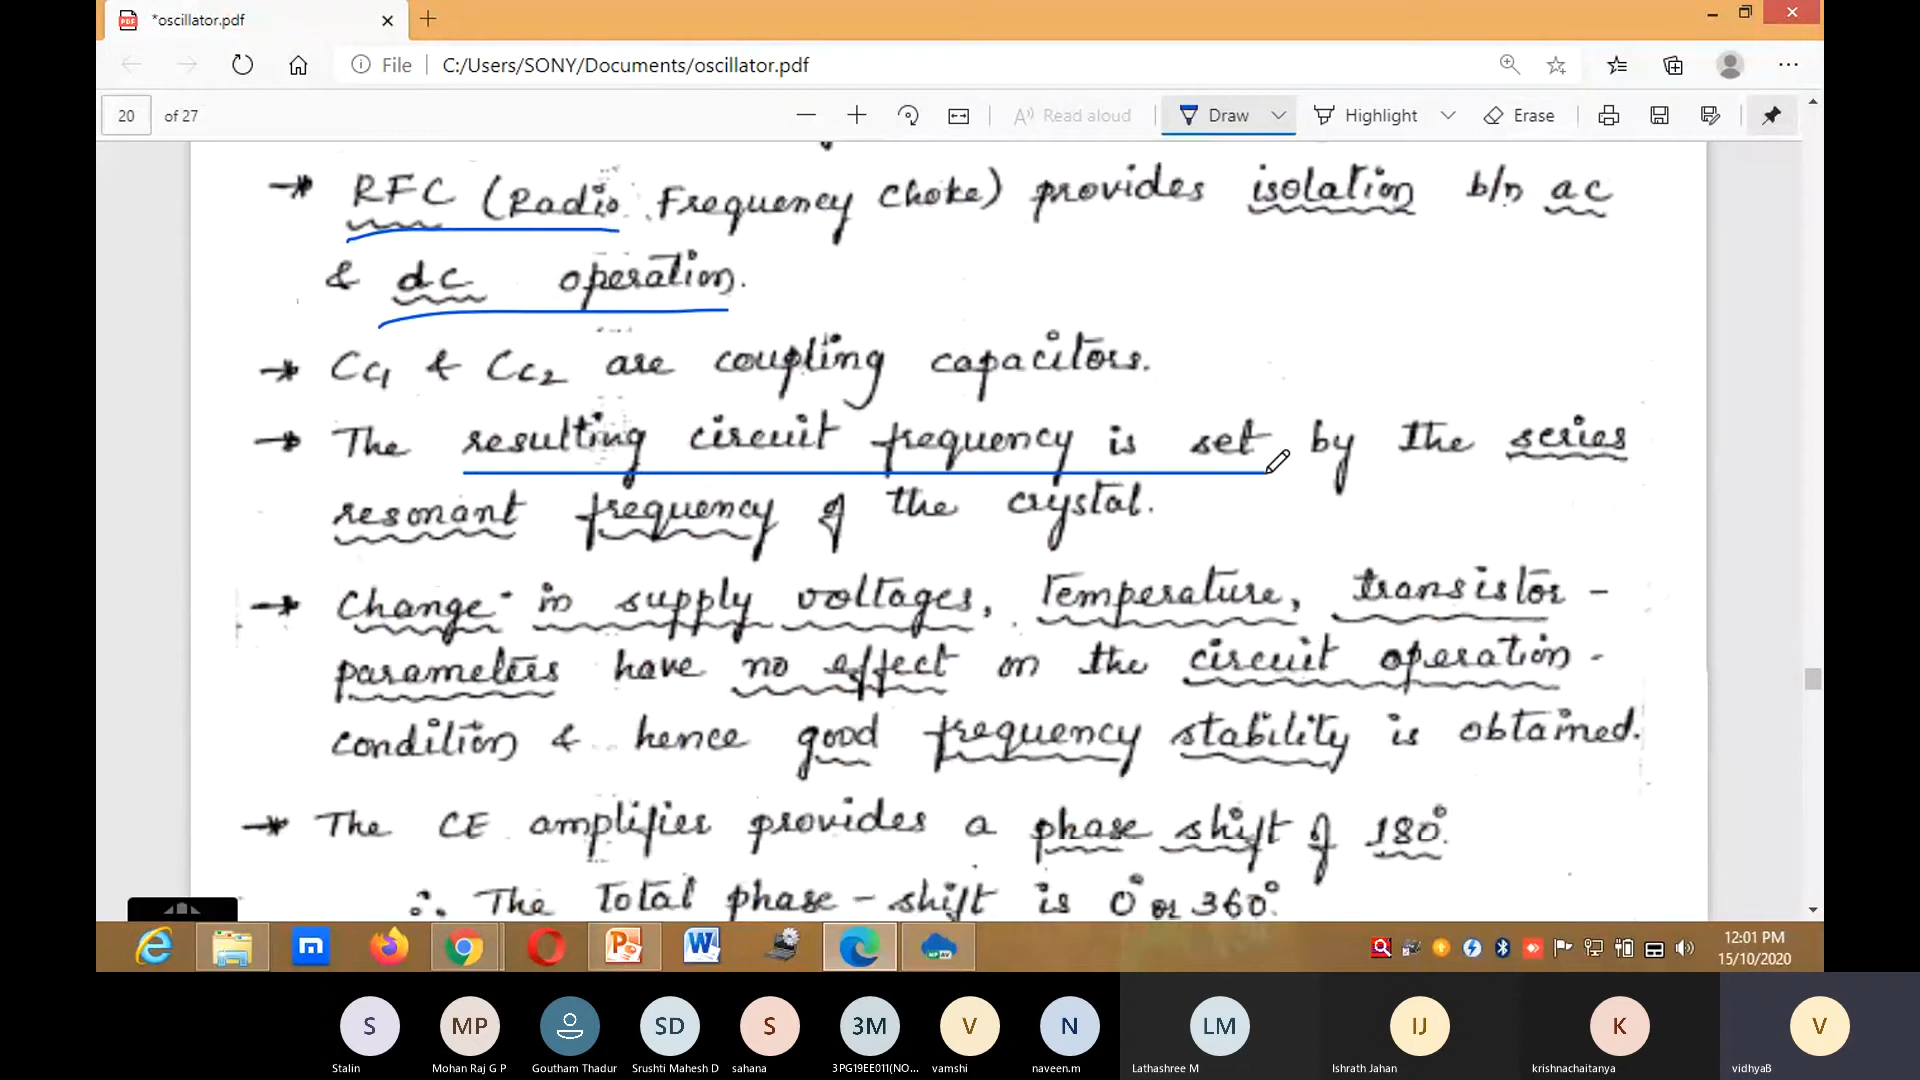 *oscillator.pdf
File
C:/Users/SONY/Documents/oscillator.pdf
20 of 27
Read aloud
Draw
Highlight
Erase
→ RFC (Radio Frequency Choke) provides isolation b/n ac
& dc operation.
→ CC1 & CC2 are coupling capacitors.
→ The resulting circuit frequency is set by the series
resonant frequency of the crystal.
→ Change in supply voltages, Temperature, transistor -
parameters have no effect on the circuit operation -
condition & hence good frequency stability is obtained.
→ The CE amplifier provides a phase shift of 180°.
∴ The Total phase - shift is 0° or 360°.
12:01 PM
15/10/2020
S
MP
SD
S
3M
V
N
LM
IJ
K
V
Stalin
Mohan Raj G P
Goutham Thadur
Srushti Mahesh D
sahana
3PG19EE011(NO...
vamshi
naveen.m
Lathashree M
Ishrath Jahan
krishnachaitanya
vidhyaB